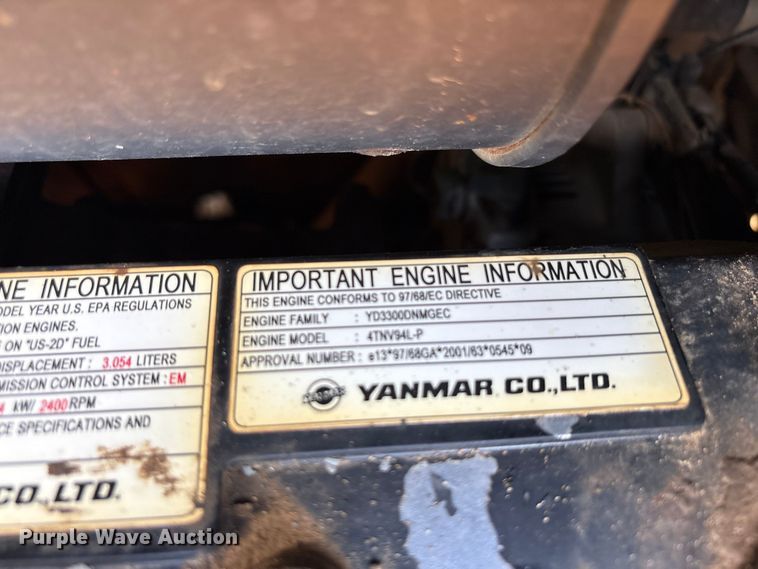 NE INFORMATION
ODEL YEAR U.S. EPA REGULATIONS
ENGINES.
ON "US-2D" FUEL
DISPLACEMENT : 3.054 LITERS
MISSION CONTROL SYSTEM : EM
kW/ 2400 RPM
CE SPECIFICATIONS AND
CO., LTD.
IMPORTANT ENGINE INFORMATION
THIS ENGINE CONFORMS TO 97/68/EC DIRECTIVE
ENGINE FAMILY : YD3300DNMGEC
ENGINE MODEL : 4TNV94L-P
APPROVAL NUMBER : e13*97/68GA*2001/63*0545*09
YANMAR CO.,LTD.
Purple Wave Auction